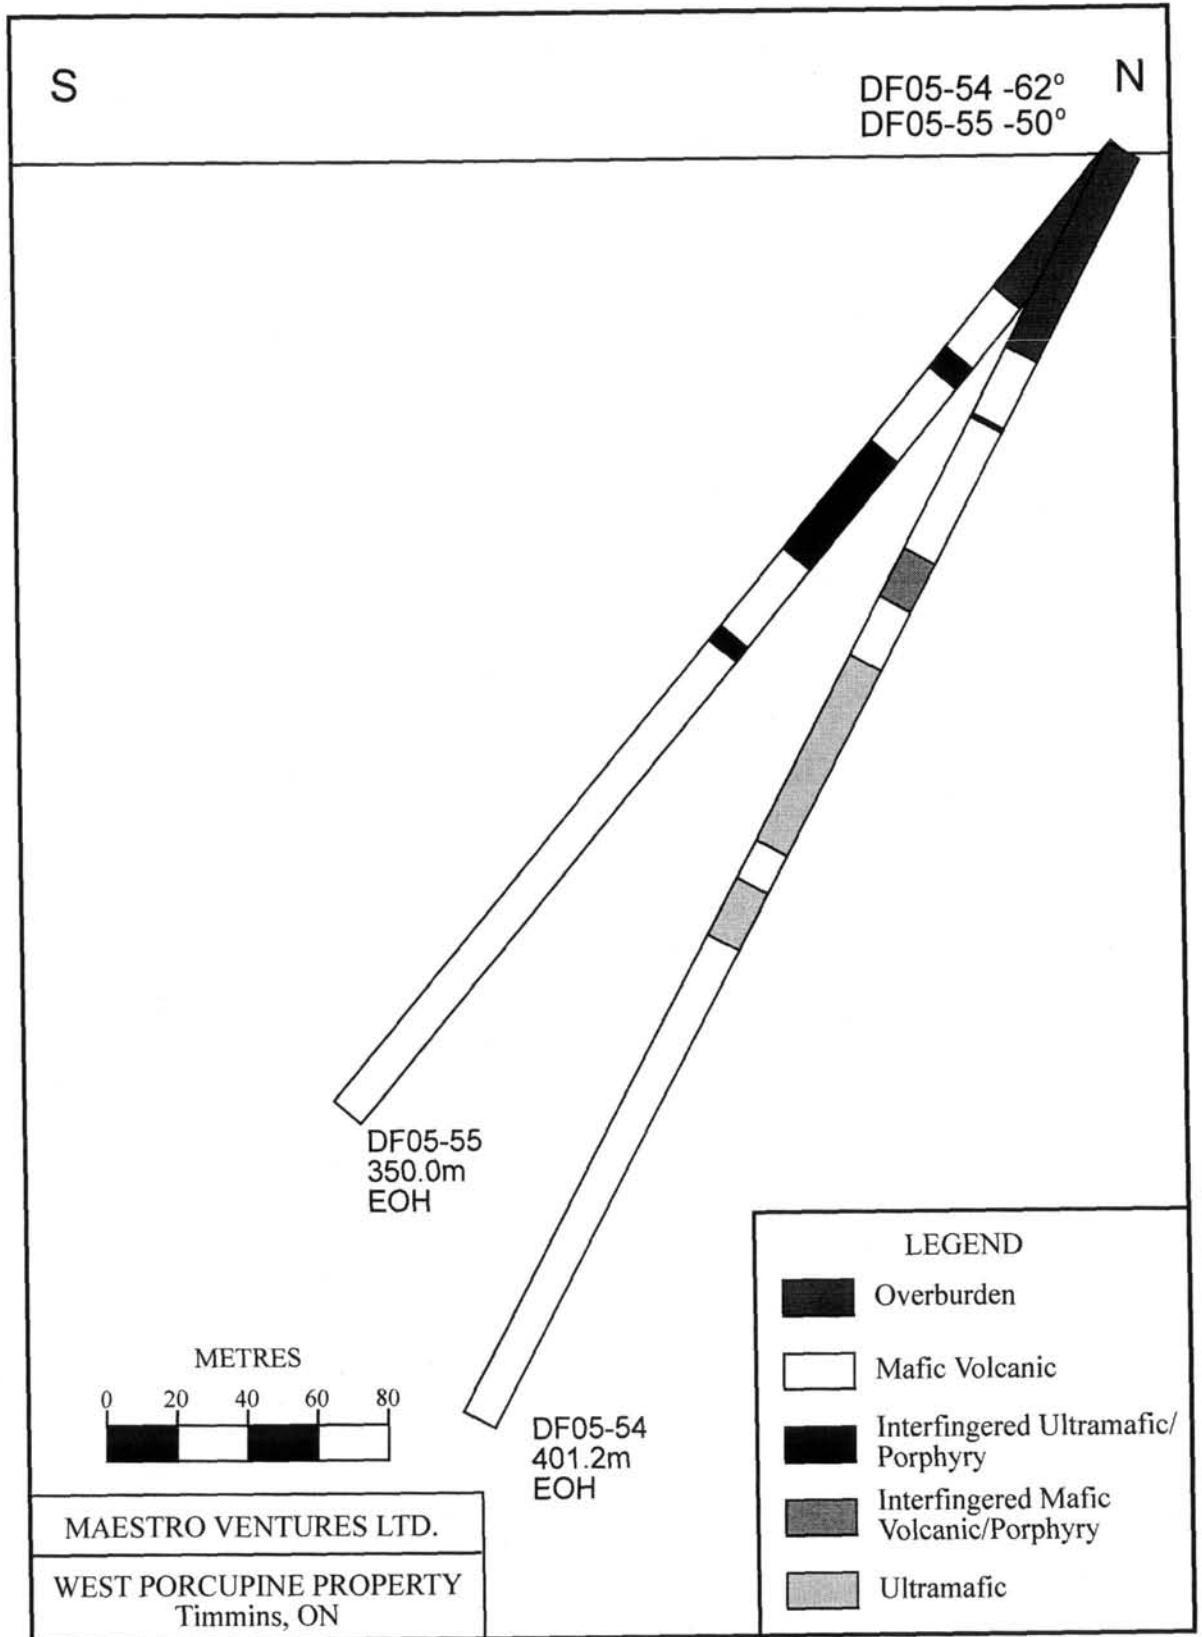 S
N
DF05-54 -62°
DF05-55 -50°
DF05-55
350.0m
EOH
DF05-54
401.2m
EOH
METRES
0 20 40 60 80
MAESTRO VENTURES LTD.
WEST PORCUPINE PROPERTY
Timmins, ON
LEGEND
Overburden
Mafic Volcanic
Interfingered Ultramafic/
Porphyry
Interfingered Mafic
Volcanic/Porphyry
Ultramafic